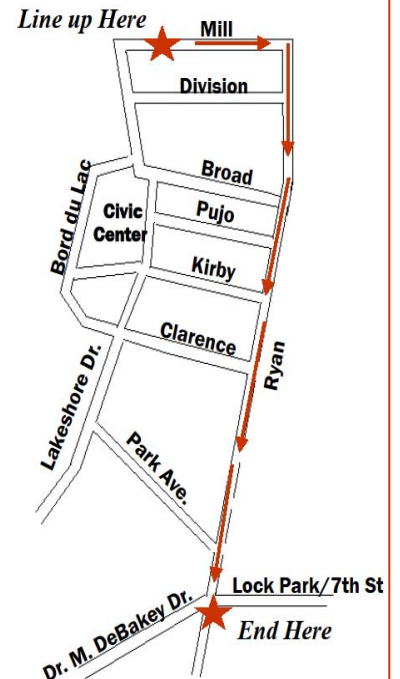 Line up Here
Mill
Division
Broad
Bord du Lac
Civic
Center
Pujo
Kirby
Clarence
Ryan
Lakeshore Dr.
Park Ave.
Lock Park/7th St
Dr. M. DeBakey Dr.
End Here